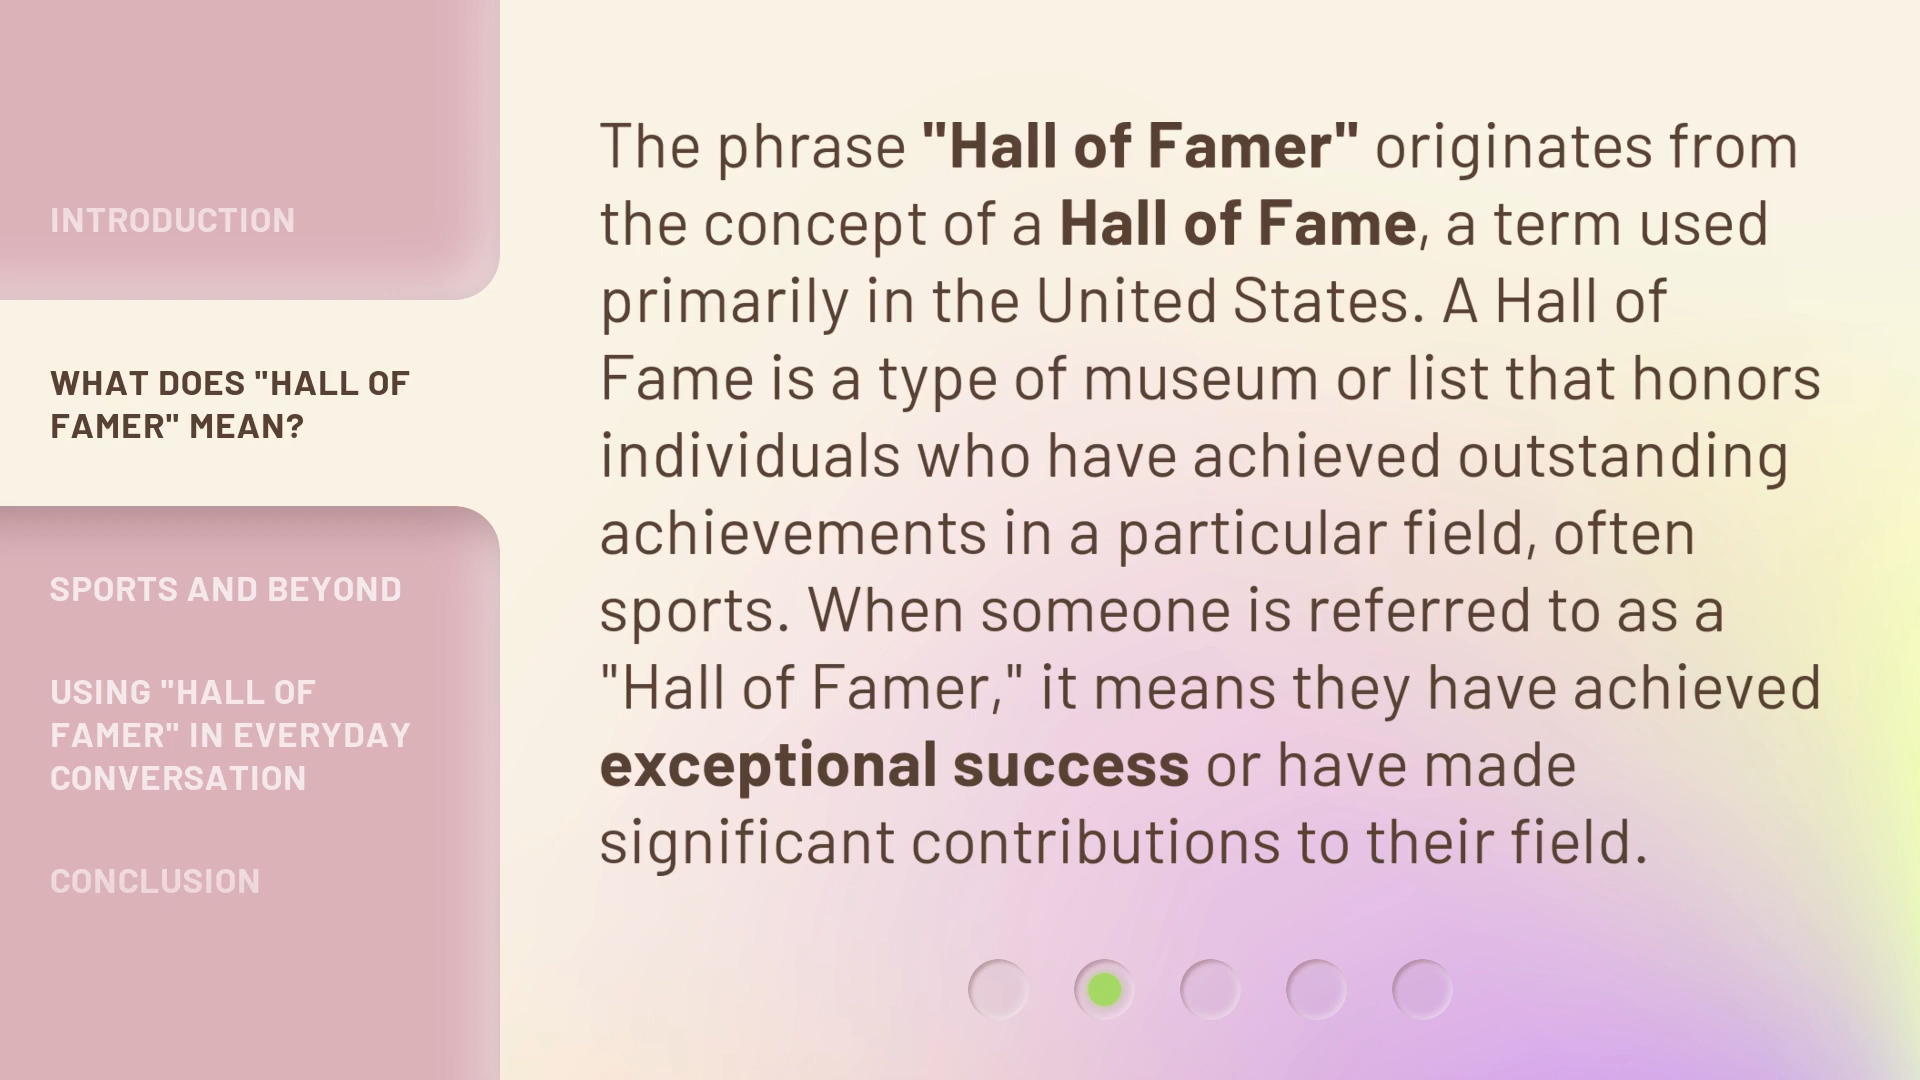 INTRODUCTION
WHAT DOES "HALL OF
FAMER" MEAN?
SPORTS AND BEYOND
USING "HALL OF
FAMER" IN EVERYDAY
CONVERSATION
CONCLUSION
The phrase "Hall of Famer" originates from
the concept of a Hall of Fame, a term used
primarily in the United States. A Hall of
Fame is a type of museum or list that honors
individuals who have achieved outstanding
achievements in a particular field, often
sports. When someone is referred to as a
"Hall of Famer," it means they have achieved
exceptional success or have made
significant contributions to their field.